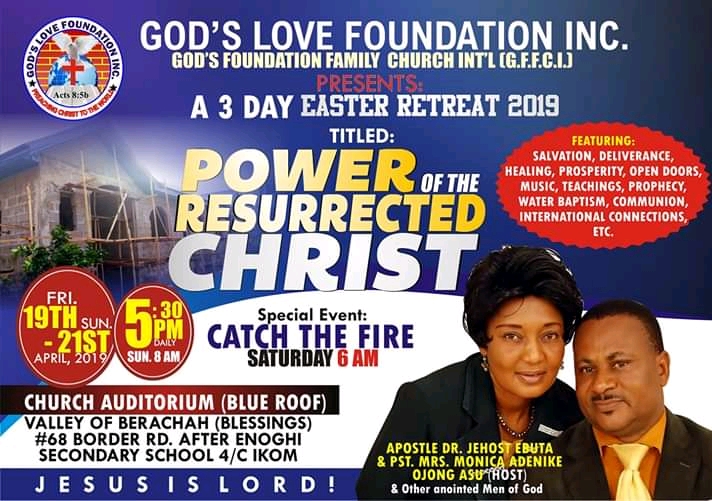 GOD'S LOVE FOUNDATION INC.
PREACHING CHRIST TO THE WORLD
Acts 8:5b
GOD'S LOVE FOUNDATION INC.
GOD'S FOUNDATION FAMILY CHURCH INT'L (G.F.F.C.I.)
PRESENTS:
A 3 DAY EASTER RETREAT 2019
TITLED:
POWER OF THE
RESURRECTED
CHRIST
FEATURING:
SALVATION, DELIVERANCE,
HEALING, PROSPERITY, OPEN DOORS,
MUSIC, TEACHINGS, PROPHECY,
WATER BAPTISM, COMMUNION,
INTERNATIONAL CONNECTIONS,
ETC.
FRI.
19TH SUN.
- 21ST
APRIL, 2019
5:30
PM
DAILY
SUN. 8 AM
Special Event:
CATCH THE FIRE
SATURDAY 6 AM
CHURCH AUDITORIUM (BLUE ROOF)
VALLEY OF BERACHAH (BLESSINGS)
#68 BORDER RD. AFTER ENOGHI
SECONDARY SCHOOL 4/C IKOM
APOSTLE DR. JEHOST EBUTA
& PST. MRS. MONICA ADENIKE
OJONG ASU (HOST)
& Other anointed Men of God
JESUS IS LORD!